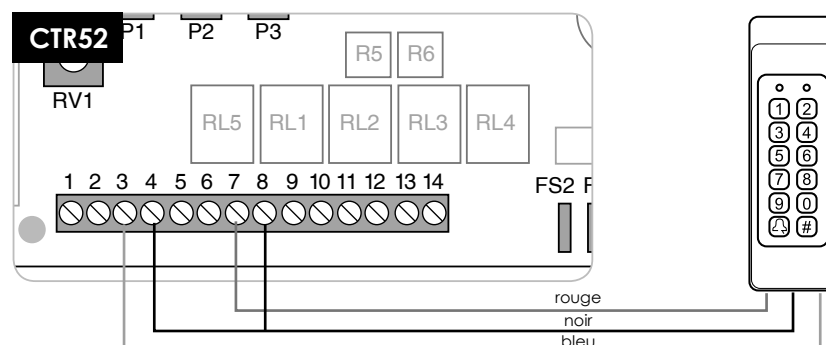 CTR52
P1 P2 P3
R5 R6
RV1
RL5 RL1 RL2 RL3 RL4
1 2 3 4 5 6 7 8 9 10 11 12 13 14
FS2
1 2
3 4
5 6
7 8
9 0
#
rouge
noir
bleu